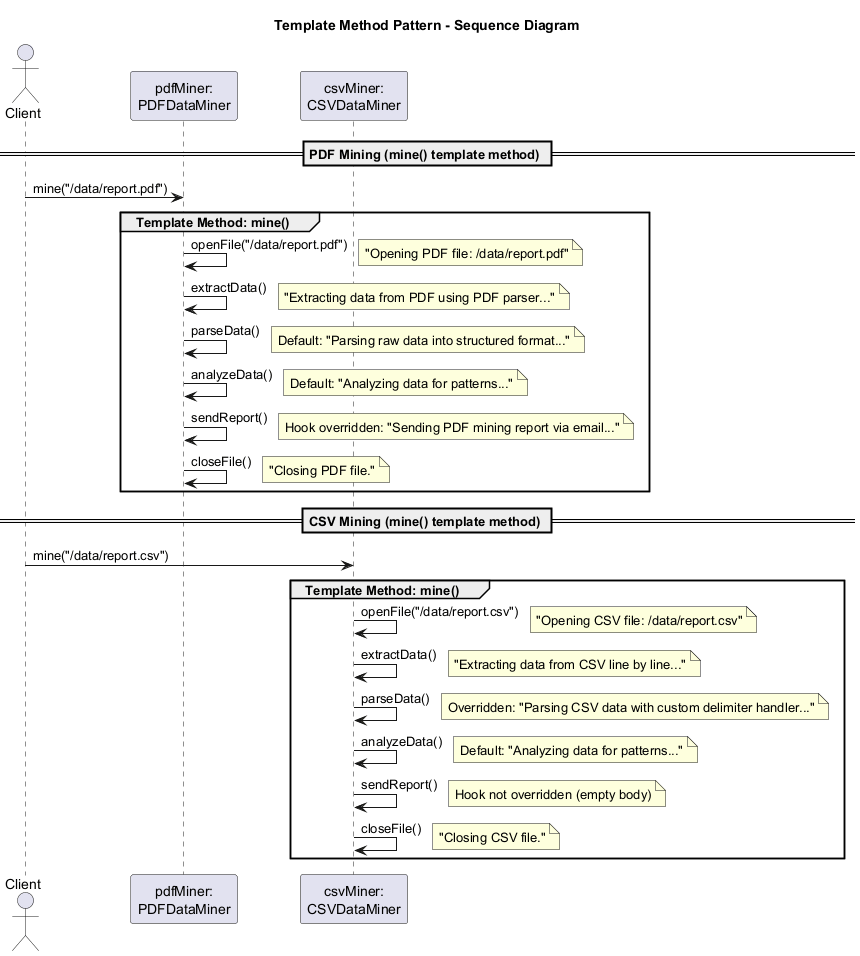 Template Method Pattern - Sequence Diagram
Client
pdfMiner:
PDFDataMiner
csvMiner:
CSVDataMiner
PDF Mining (mine() template method)
mine("/data/report.pdf")
Template Method: mine()
openFile("/data/report.pdf")
"Opening PDF file: /data/report.pdf"
extractData()
"Extracting data from PDF using PDF parser..."
parseData()
Default: "Parsing raw data into structured format..."
analyzeData()
Default: "Analyzing data for patterns..."
sendReport()
Hook overridden: "Sending PDF mining report via email..."
closeFile()
"Closing PDF file."
CSV Mining (mine() template method)
mine("/data/report.csv")
Template Method: mine()
openFile("/data/report.csv")
"Opening CSV file: /data/report.csv"
extractData()
"Extracting data from CSV line by line..."
parseData()
Overridden: "Parsing CSV data with custom delimiter handler..."
analyzeData()
Default: "Analyzing data for patterns..."
sendReport()
Hook not overridden (empty body)
closeFile()
"Closing CSV file."
Client
pdfMiner:
PDFDataMiner
csvMiner:
CSVDataMiner